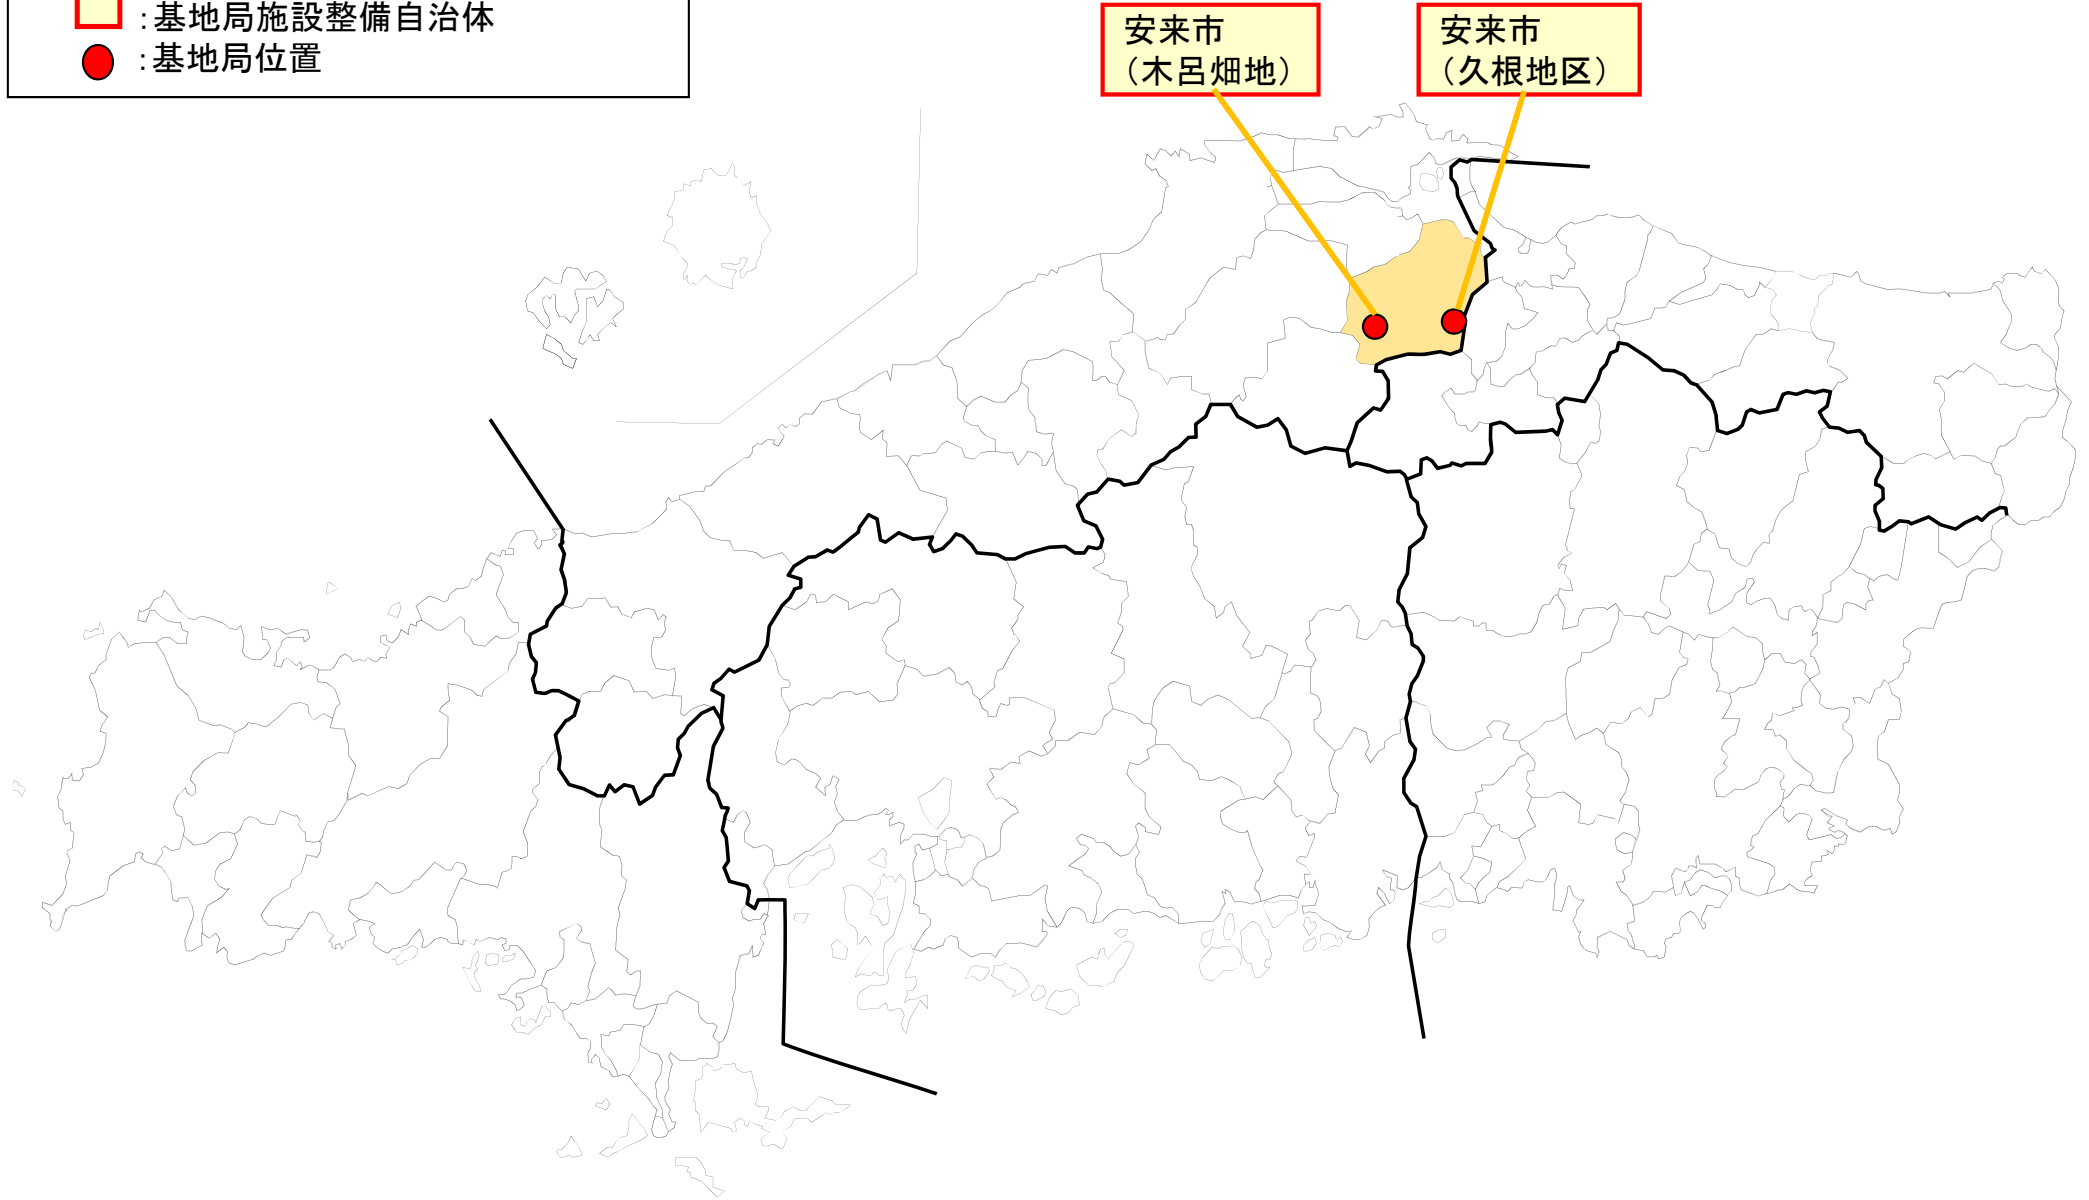 ：基地局施設整備自治体
：基地局位置
安来市
（木呂畑地）
安来市
（久根地区）